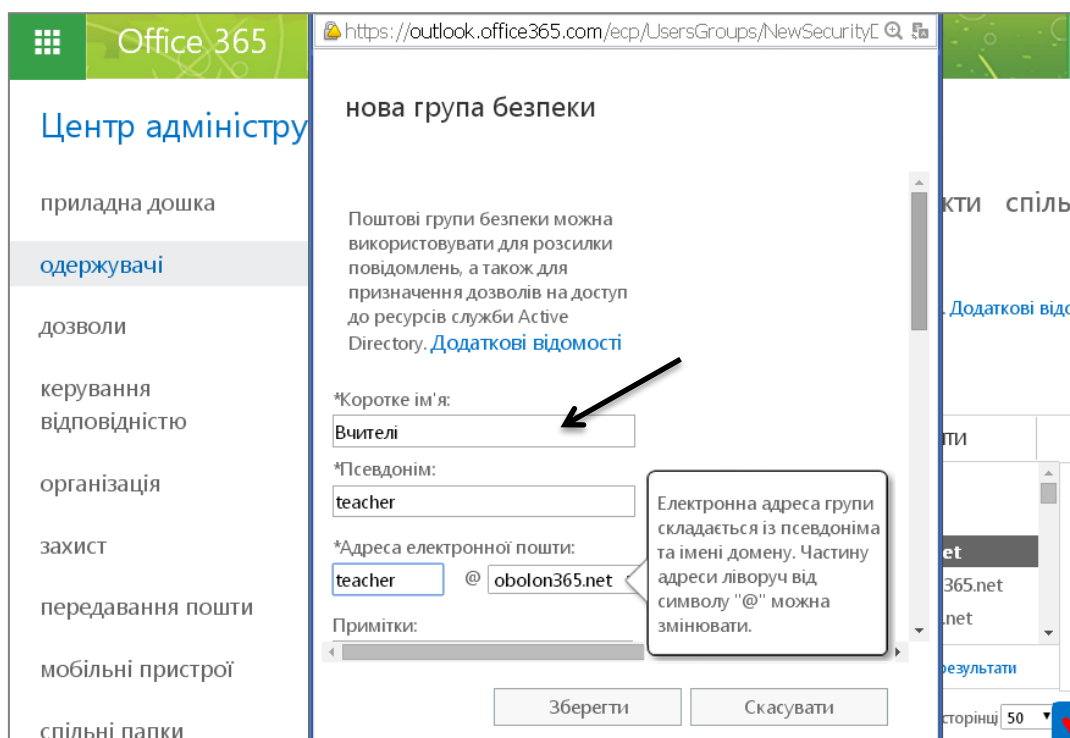 Office 365
https://outlook.office365.com/ecp/UsersGroups/NewSecurityD
Центр адміністру
приладна дошка
одержувачі
дозволи
керування
відповідністю
організація
захист
передавання пошти
мобільні пристрої
спільні папки
нова група безпеки
Поштові групи безпеки можна
використовувати для розсилки
повідомлень, а також для
призначення дозволів на доступ
до ресурсів служби Active
Directory. Додаткові відомості
*Коротке ім'я:
Вчителі
*Псевдонім:
teacher
*Адреса електронної пошти:
teacher @ obolon365.net
Примітки:
Електронна адреса групи
складається із псевдоніма
та імені домену. Частину
адреси ліворуч від
символу "@" можна
змінювати.
Зберегти Скасувати
кти спіль
. Додаткові відо
ти
et
365.net
.net
результати
сторінці 50